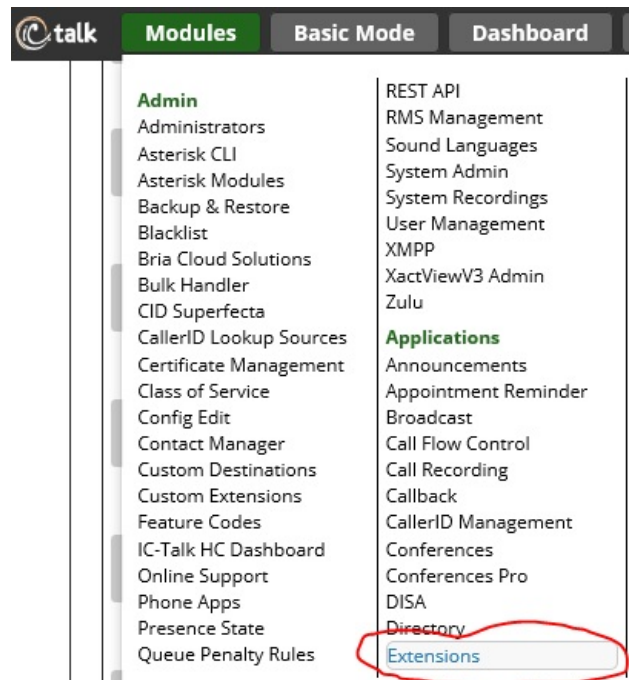 talk
Modules
Basic Mode
Dashboard
Admin
Administrators
Asterisk CLI
Asterisk Modules
Backup & Restore
Blacklist
Bria Cloud Solutions
Bulk Handler
CID Superfecta
CallerID Lookup Sources
Certificate Management
Class of Service
Config Edit
Contact Manager
Custom Destinations
Custom Extensions
Feature Codes
IC-Talk HC Dashboard
Online Support
Phone Apps
Presence State
Queue Penalty Rules
REST API
RMS Management
Sound Languages
System Admin
System Recordings
User Management
XMPP
XactViewV3 Admin
Zulu
Applications
Announcements
Appointment Reminder
Broadcast
Call Flow Control
Call Recording
Callback
CallerID Management
Conferences
Conferences Pro
DISA
Directory
Extensions